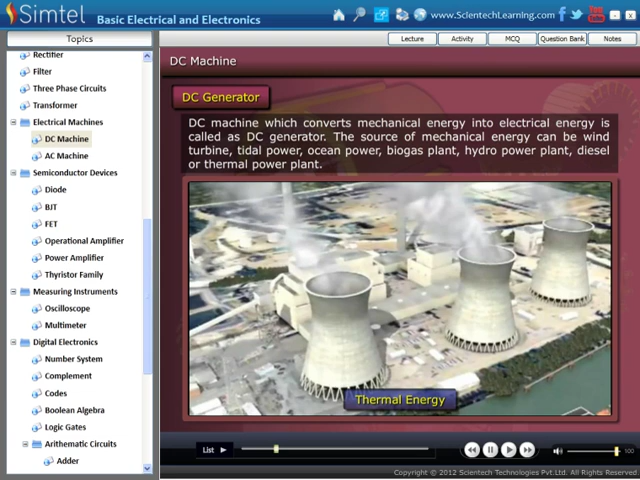 Simtel Basic Electrical and Electronics
www.ScientechLearning.com
You
Topics
Lecture
Activity
MCQ
Question Bank
Notes
Rectifier
Filter
Three Phase Circuits
Transformer
Electrical Machines
DC Machine
AC Machine
Semiconductor Devices
Diode
BJT
FET
Operational Amplifier
Power Amplifier
Thyristor Family
Measuring Instruments
Oscilloscope
Multimeter
Digital Electronics
Number System
Complement
Codes
Boolean Algebra
Logic Gates
Arithematic Circuits
Adder
DC Machine
DC Generator
DC machine which converts mechanical energy into electrical energy is
called as DC generator. The source of mechanical energy can be wind
turbine, tidal power, ocean power, biogas plant, hydro power plant, diesel
or thermal power plant.
Thermal Energy
List
100
Copyright © 2012 Scientech Technologies Pvt.Ltd. All Rights Reserved.